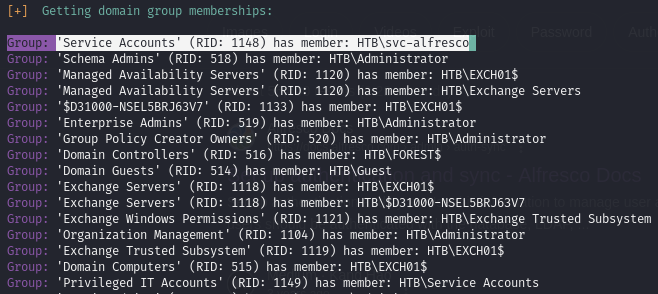 [+] Getting domain group memberships:
Group: 'Service Accounts' (RID: 1148) has member: HTB\svc-alfresco
Group: 'Schema Admins' (RID: 518) has member: HTB\Administrator
Group: 'Managed Availability Servers' (RID: 1120) has member: HTB\EXCH01$
Group: 'Managed Availability Servers' (RID: 1120) has member: HTB\Exchange Servers
Group: '$D31000-NSEL5BRJ63V7' (RID: 1133) has member: HTB\EXCH01$
Group: 'Enterprise Admins' (RID: 519) has member: HTB\Administrator
Group: 'Group Policy Creator Owners' (RID: 520) has member: HTB\Administrator
Group: 'Domain Controllers' (RID: 516) has member: HTB\FOREST$
Group: 'Domain Guests' (RID: 514) has member: HTB\Guest
Group: 'Exchange Servers' (RID: 1118) has member: HTB\EXCH01$
Group: 'Exchange Servers' (RID: 1118) has member: HTB\$D31000-NSEL5BRJ63V7
Group: 'Exchange Windows Permissions' (RID: 1121) has member: HTB\Exchange Trusted Subsystem
Group: 'Organization Management' (RID: 1104) has member: HTB\Administrator
Group: 'Exchange Trusted Subsystem' (RID: 1119) has member: HTB\EXCH01$
Group: 'Domain Computers' (RID: 515) has member: HTB\EXCH01$
Group: 'Privileged IT Accounts' (RID: 1149) has member: HTB\Service Accounts